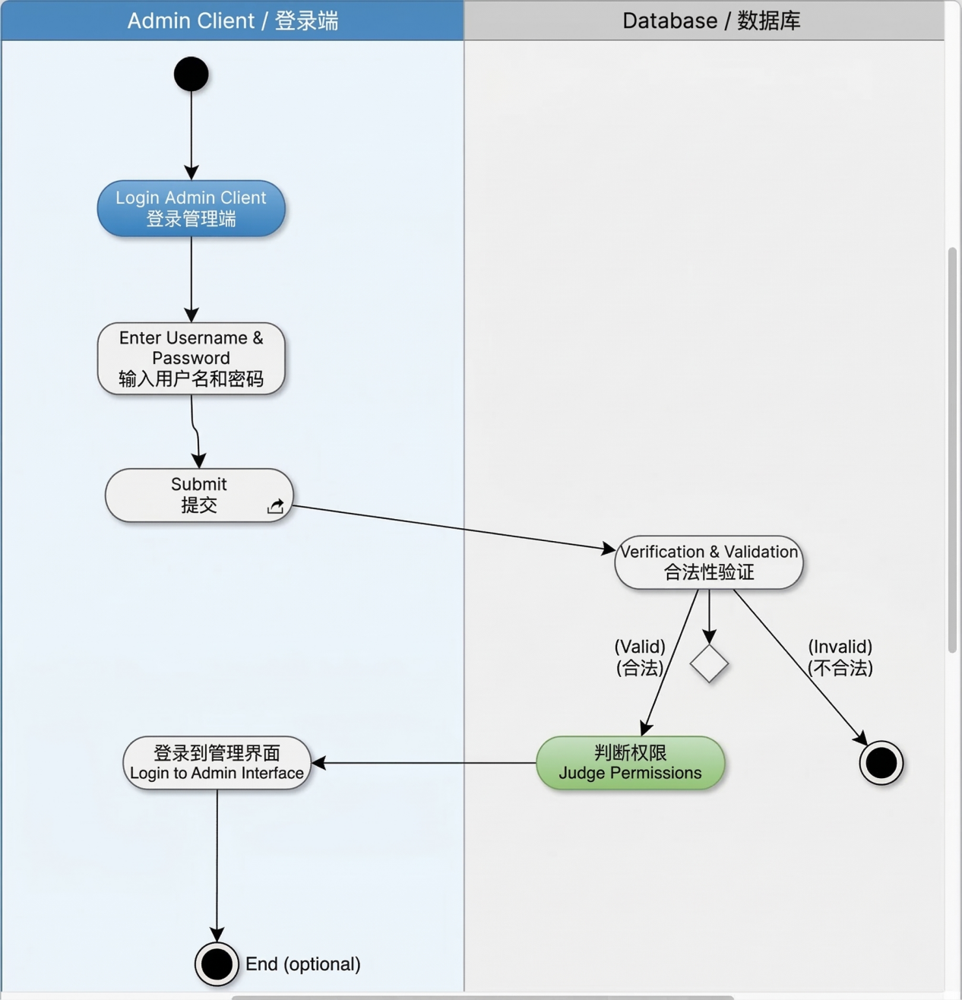 Admin Client / 登录端
Database / 数据库
Login Admin Client
登录管理端
Enter Username &
Password
输入用户名和密码
Submit
提交
Verification & Validation
合法性验证
(Valid)
(合法)
(Invalid)
(不合法)
登录到管理界面
Login to Admin Interface
判断权限
Judge Permissions
End (optional)